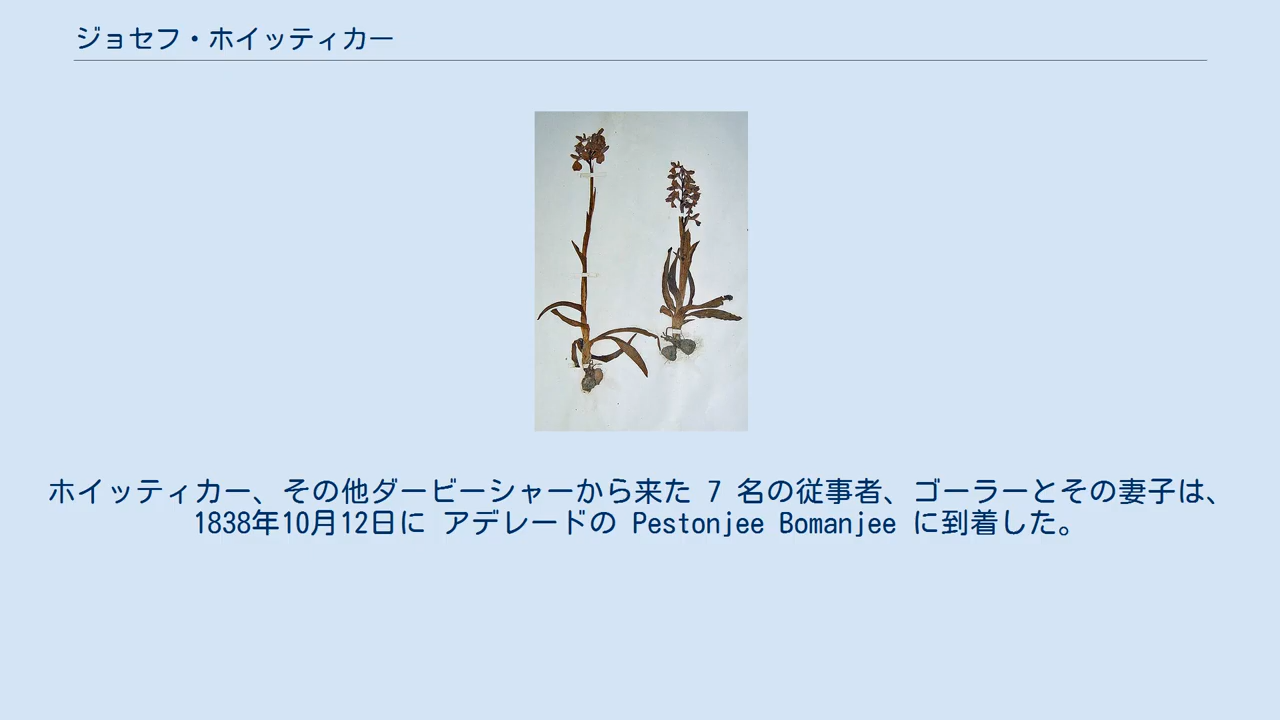 ジョセフ・ホイッティカー
ホイッティカー、その他ダービーシャーから来た 7 名の従事者、ゴーラーとその妻子は、
1838年10月12日に アデレードの Pestonjee Bomanjee に到着した。